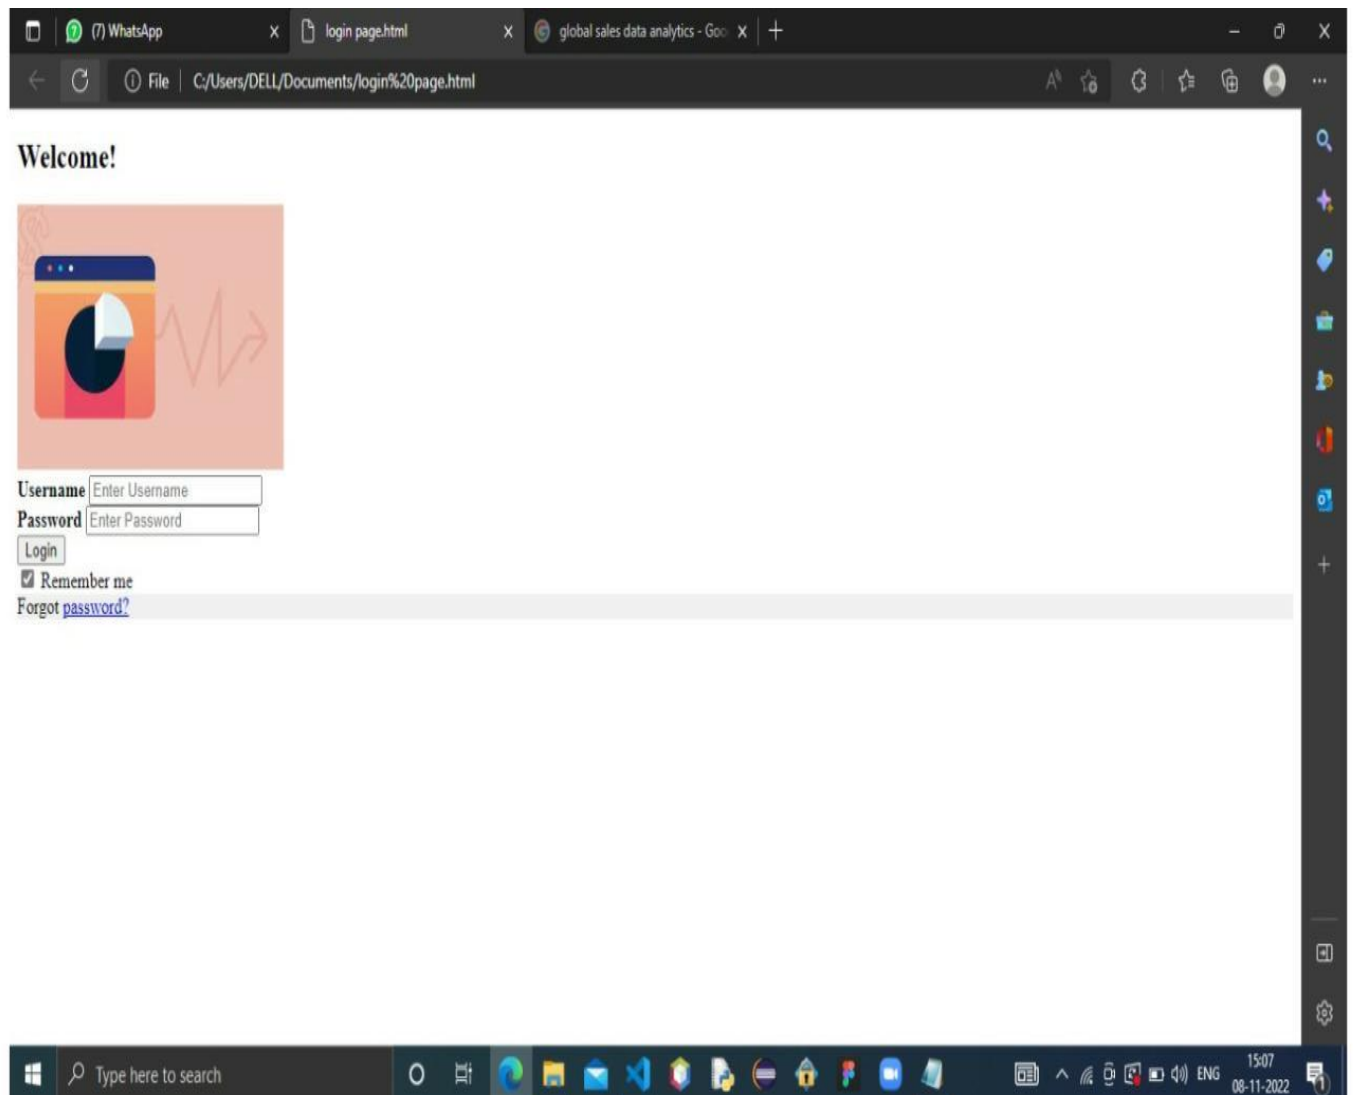 (7) WhatsApp
login page.html
global sales data analytics - Goo
File
C:/Users/DELL/Documents/login%20page.html
Welcome!
Username Enter Username
Password Enter Password
Login
Remember me
Forgot password?
Type here to search
ENG
15:07
08-11-2022
1